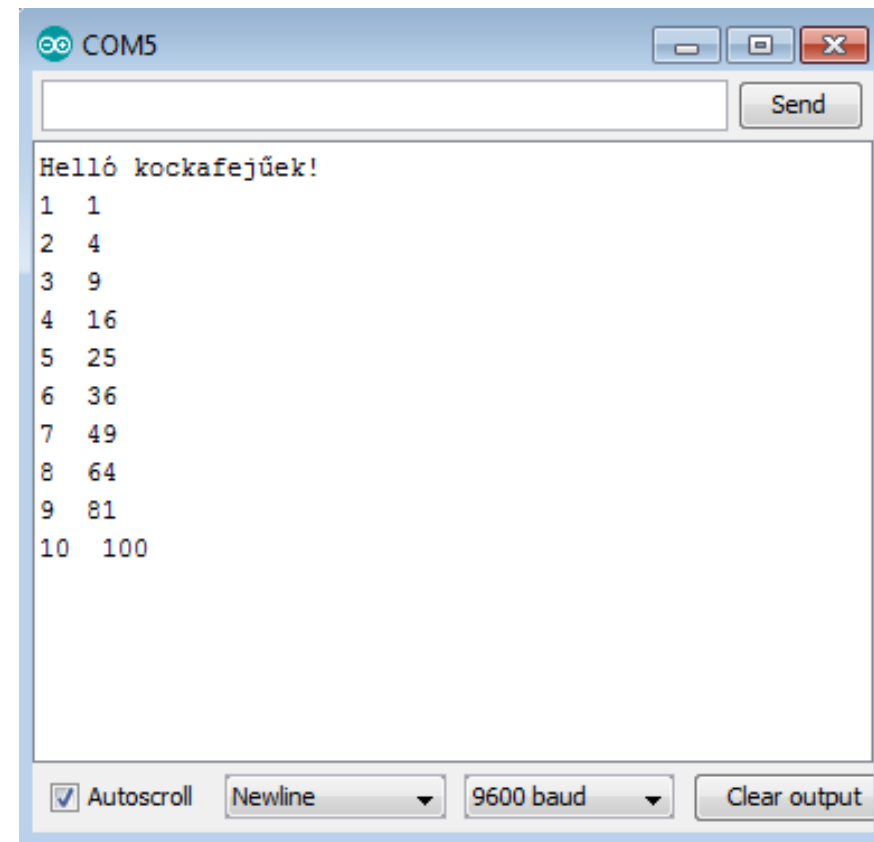 COM5
Send
Helló kockafejűek!
1  1
2  4
3  9
4  16
5  25
6  36
7  49
8  64
9  81
10  100
Autoscroll Newline 9600 baud Clear output